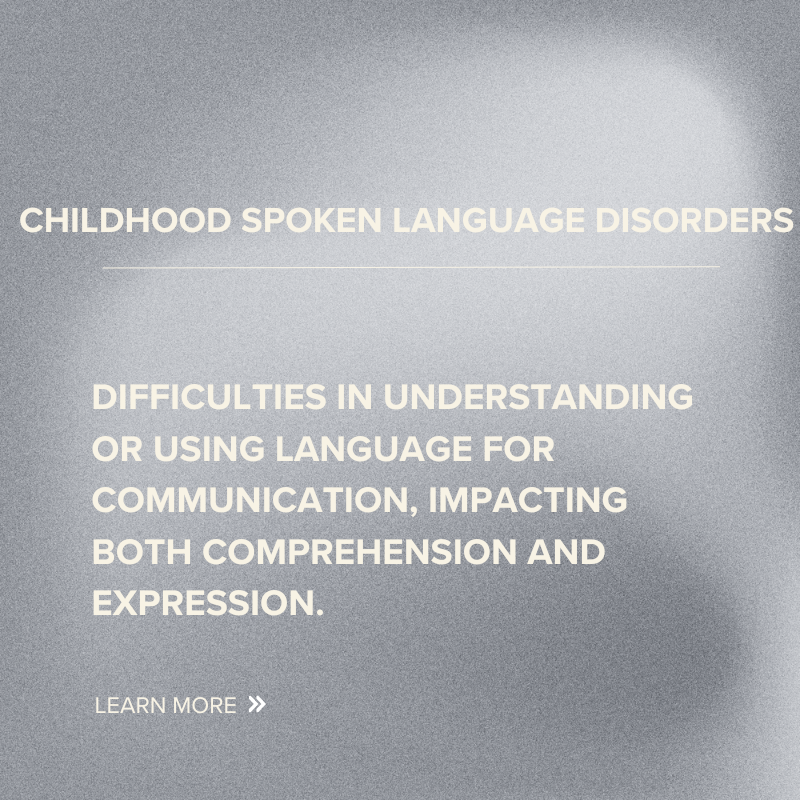 CHILDHOOD SPOKEN LANGUAGE DISORDERS
DIFFICULTIES IN UNDERSTANDING
OR USING LANGUAGE FOR
COMMUNICATION, IMPACTING
BOTH COMPREHENSION AND
EXPRESSION.
LEARN MORE »